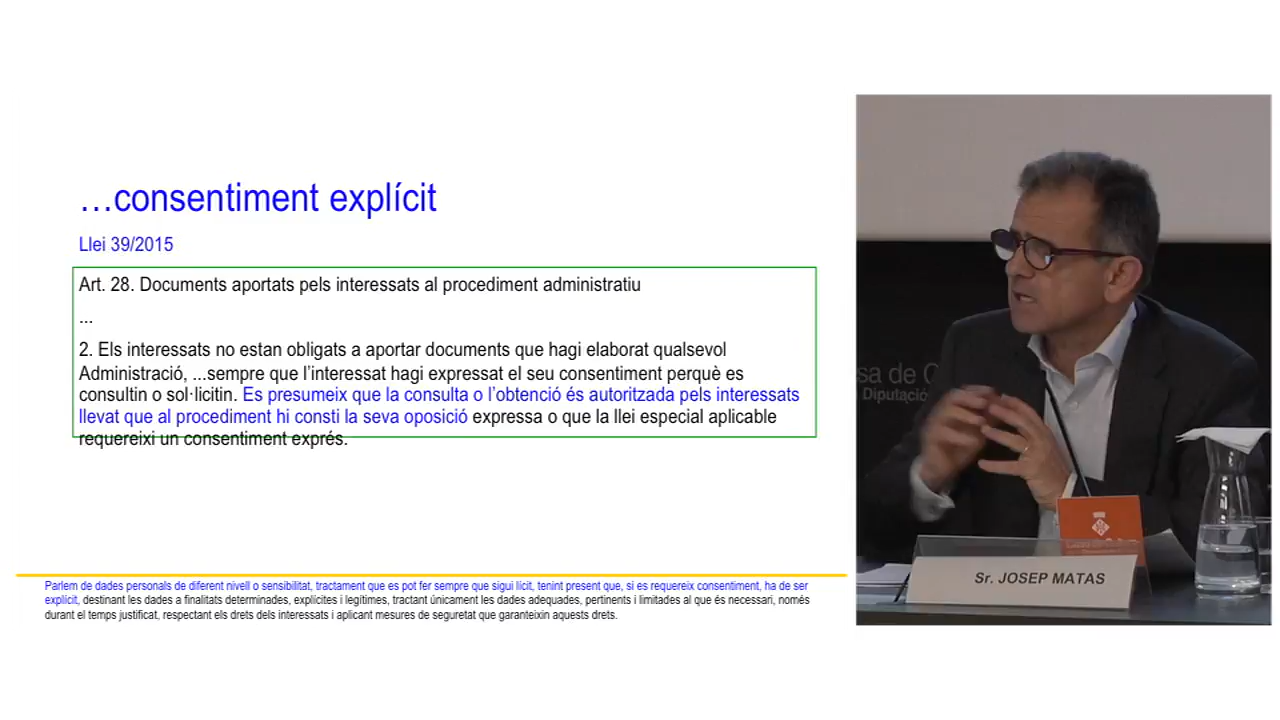 …consentiment explícit
Llei 39/2015
Art. 28. Documents aportats pels interessats al procediment administratiu
...
2. Els interessats no estan obligats a aportar documents que hagi elaborat qualsevol
Administració, ...sempre que l’interessat hagi expressat el seu consentiment perquè es
consultin o sol·licitin. Es presumeix que la consulta o l’obtenció és autoritzada pels interessats
llevat que al procediment hi consti la seva oposició expressa o que la llei especial aplicable
requereixi un consentiment exprés.
Parlem de dades personals de diferent nivell o sensibilitat, tractament que es pot fer sempre que sigui lícit, tenint present que, si es requereix consentiment, ha de ser
explícit, destinant les dades a finalitats determinades, explícites i legítimes, tractant únicament les dades adequades, pertinents i limitades al que és necessari, només
durant el temps justificat, respectant els drets dels interessats i aplicant mesures de seguretat que garanteixin aquests drets.
sa de C
Diputació
Sr. JOSEP MATAS